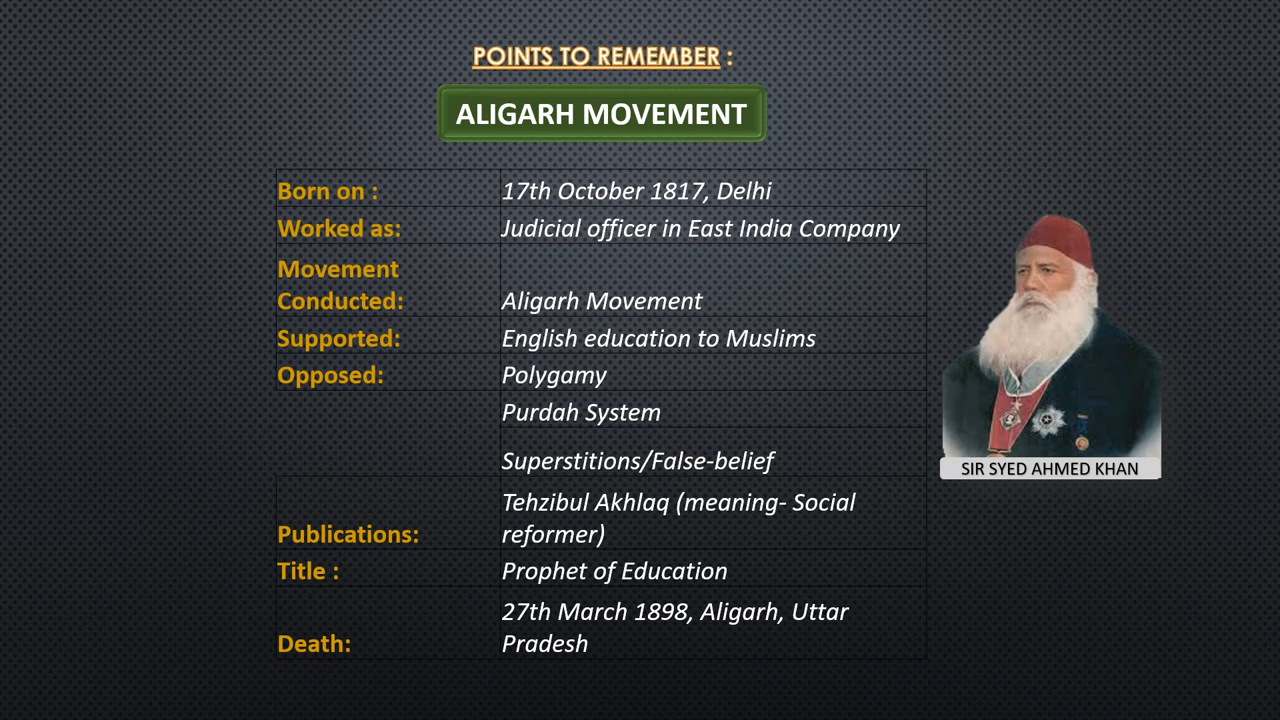 POINTS TO REMEMBER :
ALIGARH MOVEMENT
Born on : 17th October 1817, Delhi
Worked as: Judicial officer in East India Company
Movement
Conducted: Aligarh Movement
Supported: English education to Muslims
Opposed: Polygamy
Purdah System
Superstitions/False-belief
Tehzibul Akhlaq (meaning- Social
Publications: reformer)
Title : Prophet of Education
27th March 1898, Aligarh, Uttar
Death: Pradesh
SIR SYED AHMED KHAN